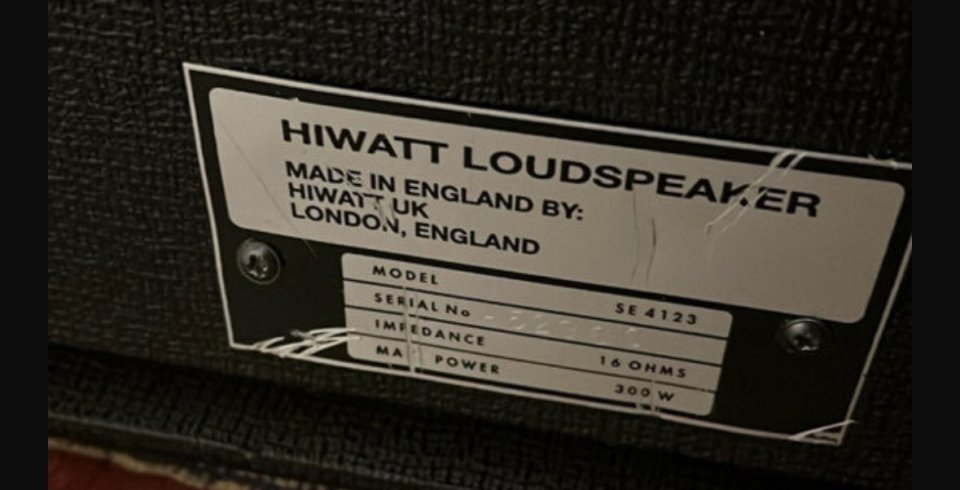 HIWATT LOUDSPEAKER
MADE IN ENGLAND BY:
HIWATT UK
LONDON, ENGLAND
MODEL SE 4123
SERIAL No
IMPEDANCE 16 OHMS
MAX POWER 300 W